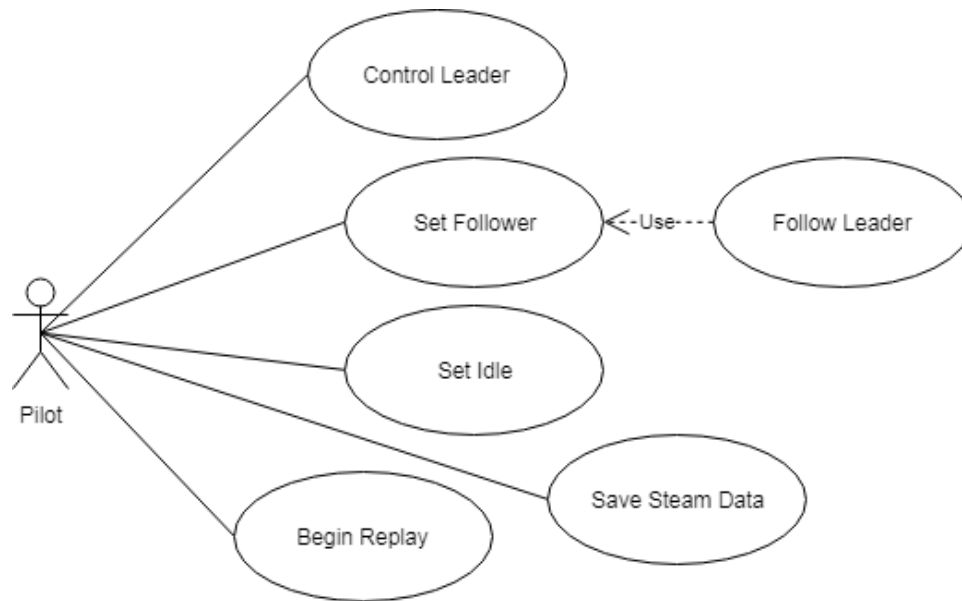 Control Leader
Set Follower
Use
Follow Leader
Set Idle
Pilot
Save Steam Data
Begin Replay